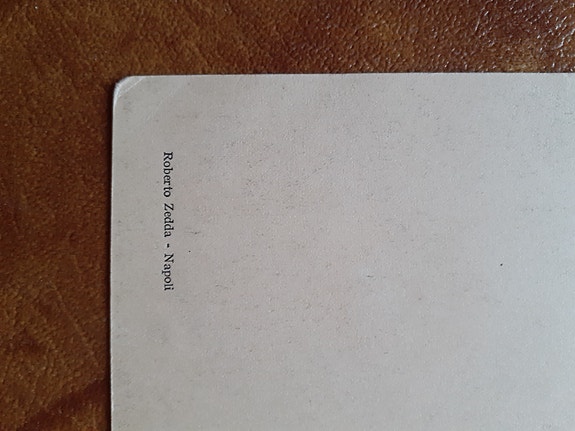 Roberto Zedda - Napoli